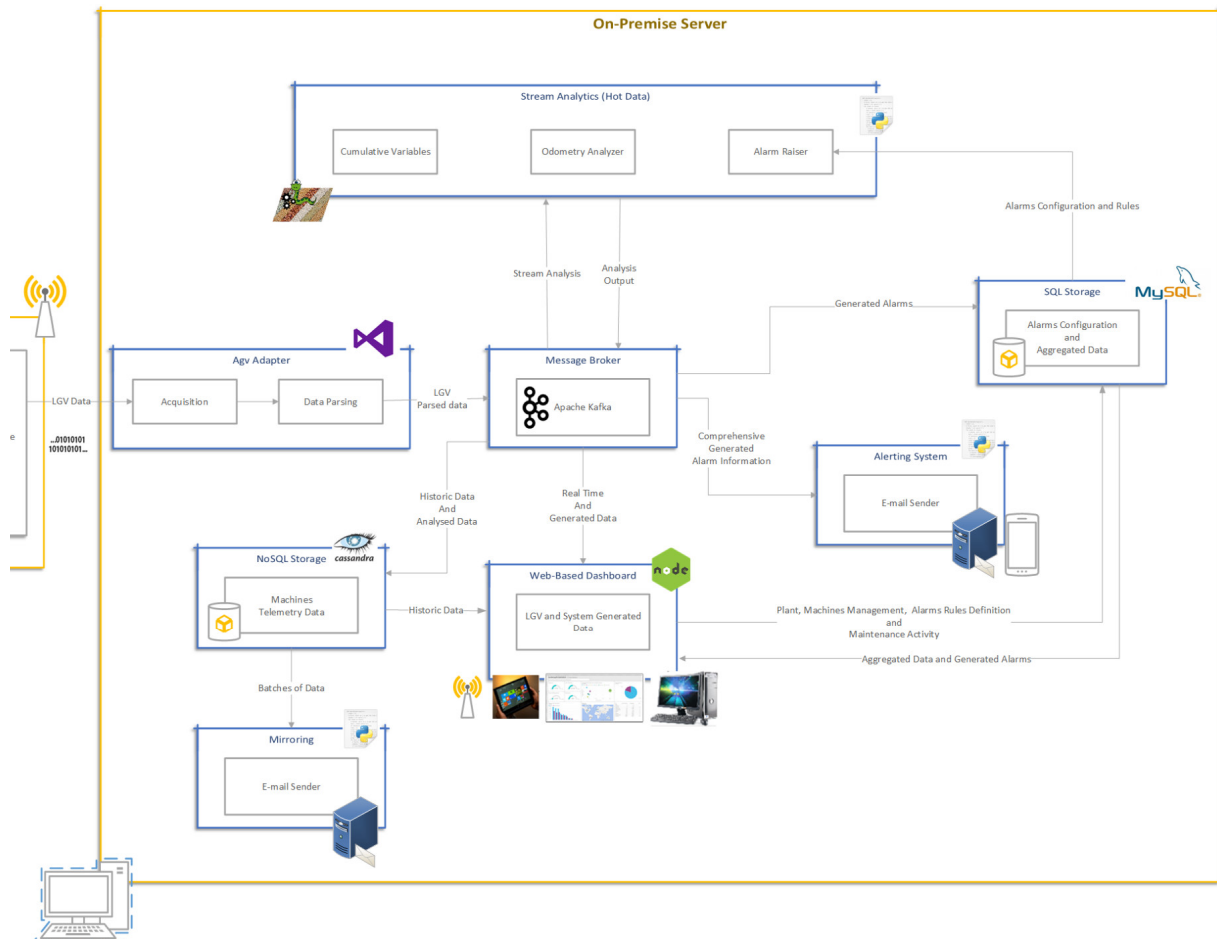 On-Premise Server
Stream Analytics (Hot Data)
Cumulative Variables
Odometry Analyzer
Alarm Raiser
Alarms Configuration and Rules
Stream Analysis
Analysis
Output
Generated Alarms
SQL Storage
MySQL
Alarms Configuration
and
Aggregated Data
Agv Adapter
Acquisition
Data Parsing
LGV Data
...01010101
101010101...
e
LGV
Parsed data
Message Broker
Apache Kafka
Comprehensive
Generated
Alarm Information
Alerting System
E-mail Sender
Historic Data
And
Analysed Data
Real Time
And
Generated Data
NoSQL Storage
cassandra
Machines
Telemetry Data
Historic Data
Web-Based Dashboard
node
LGV and System Generated
Data
Plant, Machines Management, Alarms Rules Definition
and
Maintenance Activity
Aggregated Data and Generated Alarms
Batches of Data
Mirroring
E-mail Sender